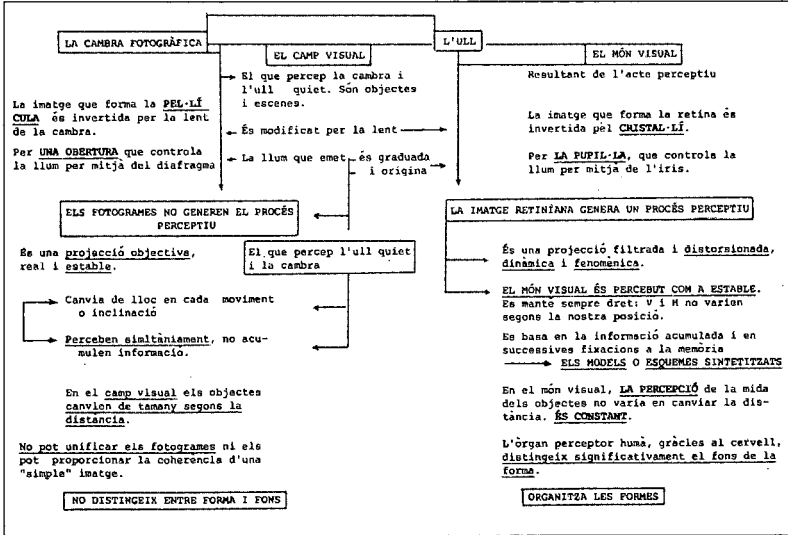 LA CAMBRA FOTOGRÀFICA
L'ULL
EL CAMP VISUAL
EL MÓN VISUAL
El que percep la cambra i
l'ull quiet. Són objectes
i escenes.
Resultant de l'acte perceptiu
La imatge que forma la PEL·LÍ
CULA és invertida per la lent
de la cambra.
És modificat per la lent
La imatge que forma la retina és
invertida pel CRISTAL·LÍ.
Per UNA OBERTURA que controla
la llum per mitjà del diafragma
La llum que emet és graduada
i origina
Per LA PUPIL·LA, que controla la
llum per mitjà de l'iris.
ELS FOTOGRAMES NO GENEREN EL PROCÉS
PERCEPTIU
LA IMATGE RETINIANA GENERA UN PROCÉS PERCEPTIU
És una projecció objectiva,
real i estable.
El que percep l'ull quiet
i la cambra
És una projecció filtrada i distorsionada,
dinàmica i fenomènica.
Canvia de lloc en cada moviment
o inclinació
EL MÓN VISUAL ÉS PERCEBUT COM A ESTABLE.
Es manté sempre dret: V i H no varien
segons la nostra posició.
Perceben simltàniament, no acu-
mulen informació.
Es basa en la informació acumulada i en
successives fixacions a la memòria
ELS MODELS O ESQUEMES SINTETITZATS
En el camp visual els objectes
canvien de tamany segons la
distancia.
En el món visual, LA PERCEPCIÓ de la mida
dels objectes no varia en canviar la dis-
tància. ÉS CONSTANT.
No pot unificar els fotogrames ni els
pot proporcionar la coherencla d'una
"simple" imatge.
L'òrgan perceptor humà, gràcies al cervell,
distingeix significativament el fons de la
forma.
NO DISTINGEIX ENTRE FORMA I FONS
ORGANITZA LES FORMES